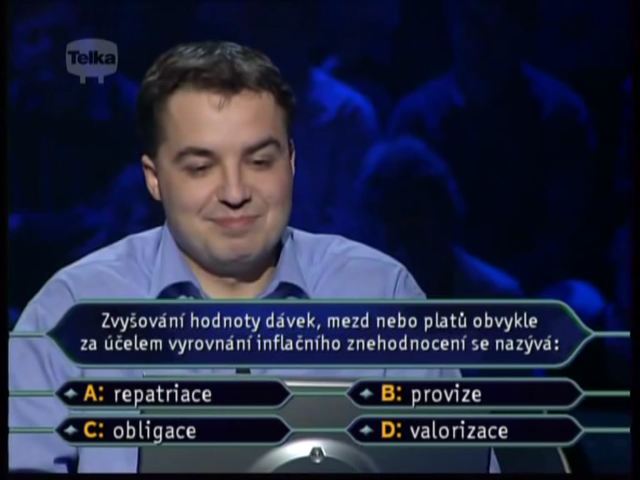 Telka
Zvyšování hodnoty dávek, mezd nebo platů obvykle
za účelem vyrovnání inflačního znehodnocení se nazývá:
A: repatriace
B: provize
C: obligace
D: valorizace